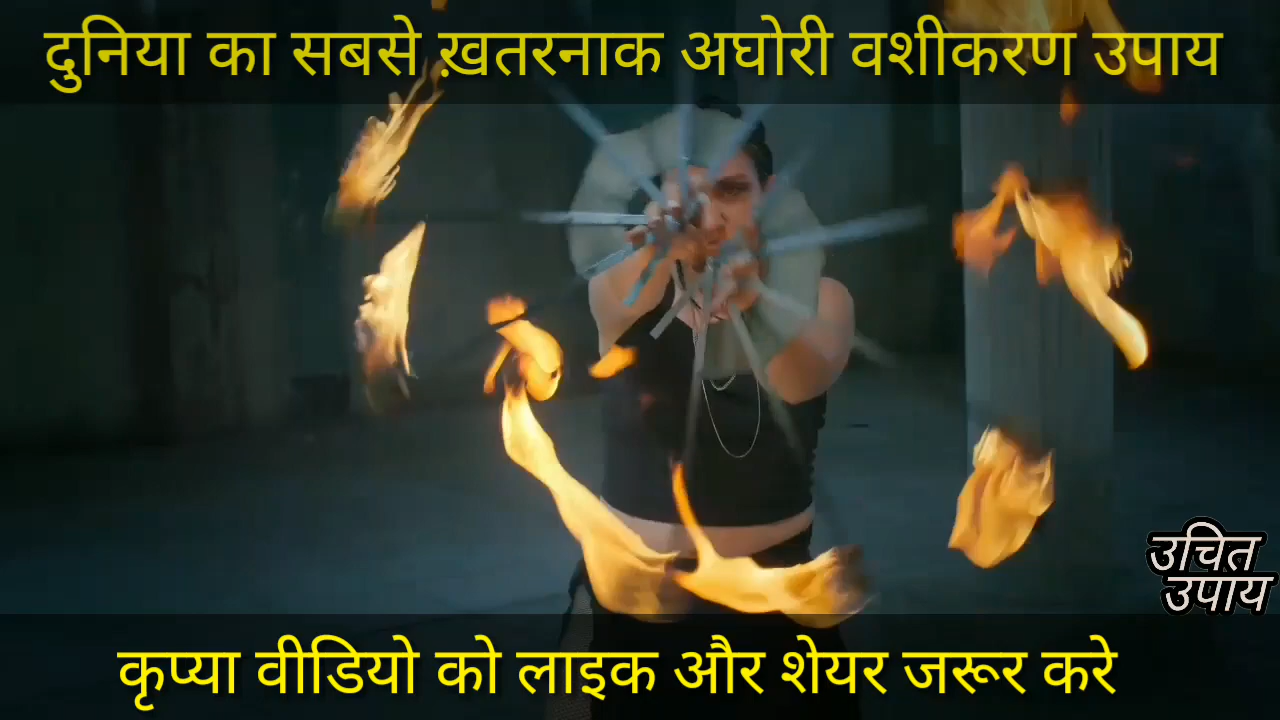 दुनिया का सबसे ख़तरनाक अघोरी वशीकरण उपाय
उचित
उपाय
कृप्या वीडियो को लाइक और शेयर जरूर करे